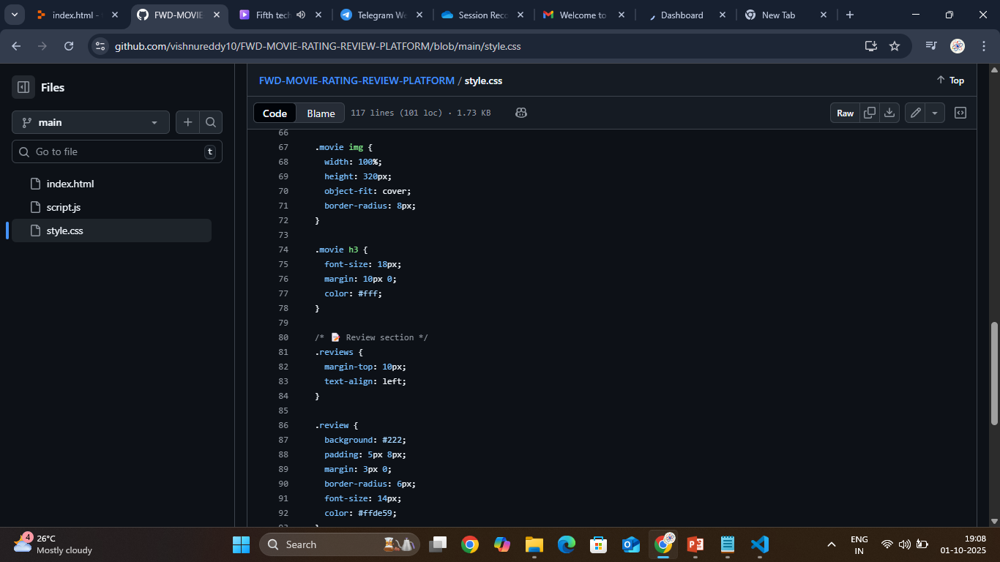 index.html -
FWD-MOVIE
Fifth tech
Telegram We
Session Reco
Welcome to
Dashboard
New Tab
github.com/vishnureddy10/FWD-MOVIE-RATING-REVIEW-PLATFORM/blob/main/style.css
Files
main
Go to file
t
index.html
script.js
style.css
FWD-MOVIE-RATING-REVIEW-PLATFORM / style.css
Top
Code
Blame
117 lines (101 loc) · 1.73 KB
Raw
66
67 .movie img {
68 width: 100%;
69 height: 320px;
70 object-fit: cover;
71 border-radius: 8px;
72 }
73
74 .movie h3 {
75 font-size: 18px;
76 margin: 10px 0;
77 color: #fff;
78 }
79
80 /* 📝 Review section */
81 .reviews {
82 margin-top: 10px;
83 text-align: left;
84 }
85
86 .review {
87 background: #222;
88 padding: 5px 8px;
89 margin: 3px 0;
90 border-radius: 6px;
91 font-size: 14px;
92 color: #ffde59;
93 }
4
26°C
Mostly cloudy
Search
ENG
IN
19:08
01-10-2025